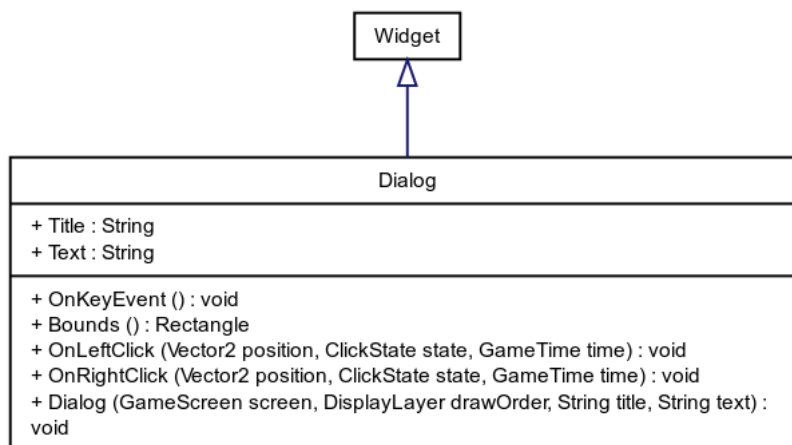 Widget
Dialog
+ Title : String
+ Text : String
+ OnKeyEvent () : void
+ Bounds () : Rectangle
+ OnLeftClick (Vector2 position, ClickState state, GameTime time) : void
+ OnRightClick (Vector2 position, ClickState state, GameTime time) : void
+ Dialog (GameScreen screen, DisplayLayer drawOrder, String title, String text) :
void